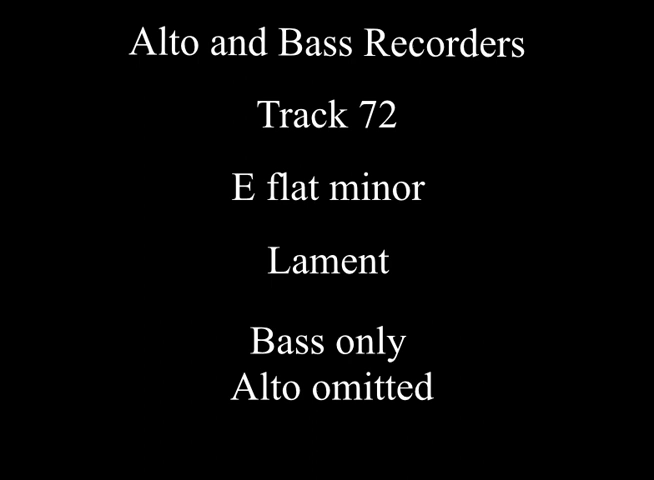 Alto and Bass Recorders
Track 72
E flat minor
Lament
Bass only
Alto omitted